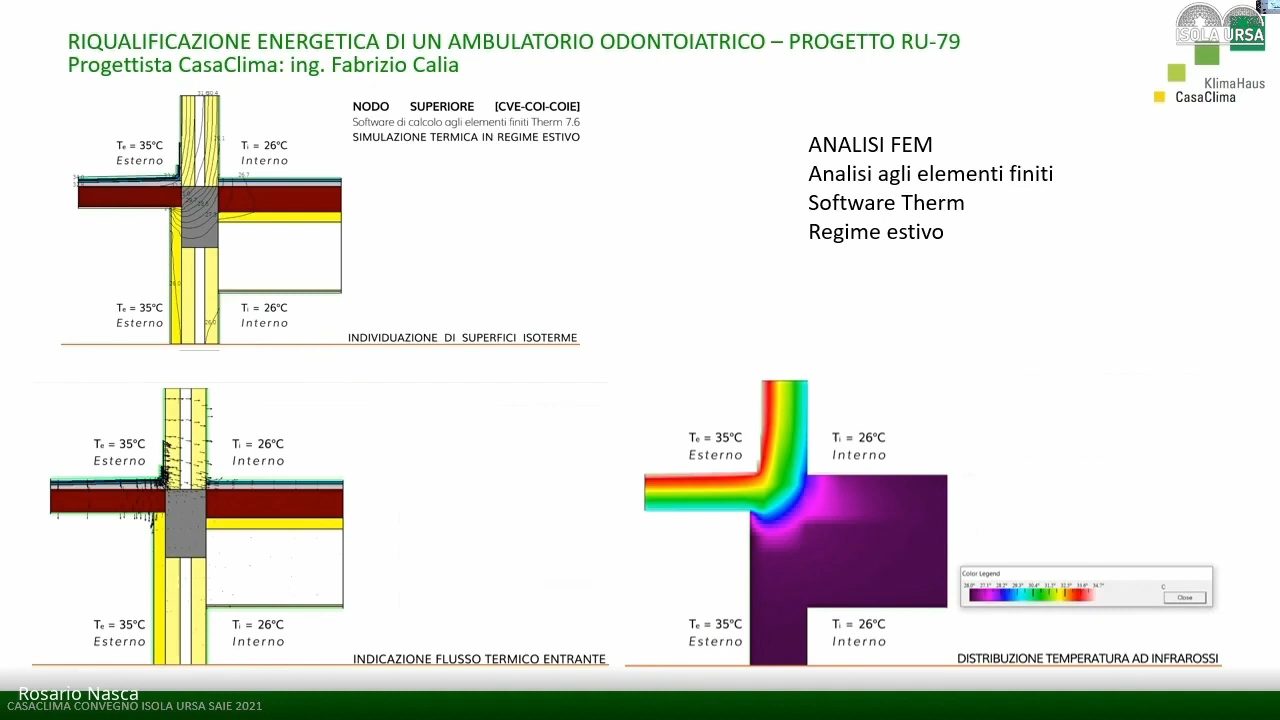 RIQUALIFICAZIONE ENERGETICA DI UN AMBULATORIO ODONTOIATRICO – PROGETTO RU-79
Progettista CasaClima: ing. Fabrizio Calia
ISOLA URSA
KlimaHaus
CasaClima
NODO SUPERIORE [CVE-COI-COIE]
Software di calcolo agli elementi finiti Therm 7.6
SIMULAZIONE TERMICA IN REGIME ESTIVO
Te = 35°C
Esterno
Ti = 26°C
Interno
Te = 35°C
Esterno
Ti = 26°C
Interno
INDIVIDUAZIONE DI SUPERFICI ISOTERME
ANALISI FEM
Analisi agli elementi finiti
Software Therm
Regime estivo
Te = 35°C
Esterno
Ti = 26°C
Interno
Te = 35°C
Esterno
Ti = 26°C
Interno
INDICAZIONE FLUSSO TERMICO ENTRANTE
Te = 35°C
Esterno
Ti = 26°C
Interno
Te = 35°C
Esterno
Ti = 26°C
Interno
Color Legend
C
Close
DISTRIBUZIONE TEMPERATURA AD INFRAROSSI
Rosario Nasca
CASACLIMA CONVEGNO ISOLA URSA SAIE 2021